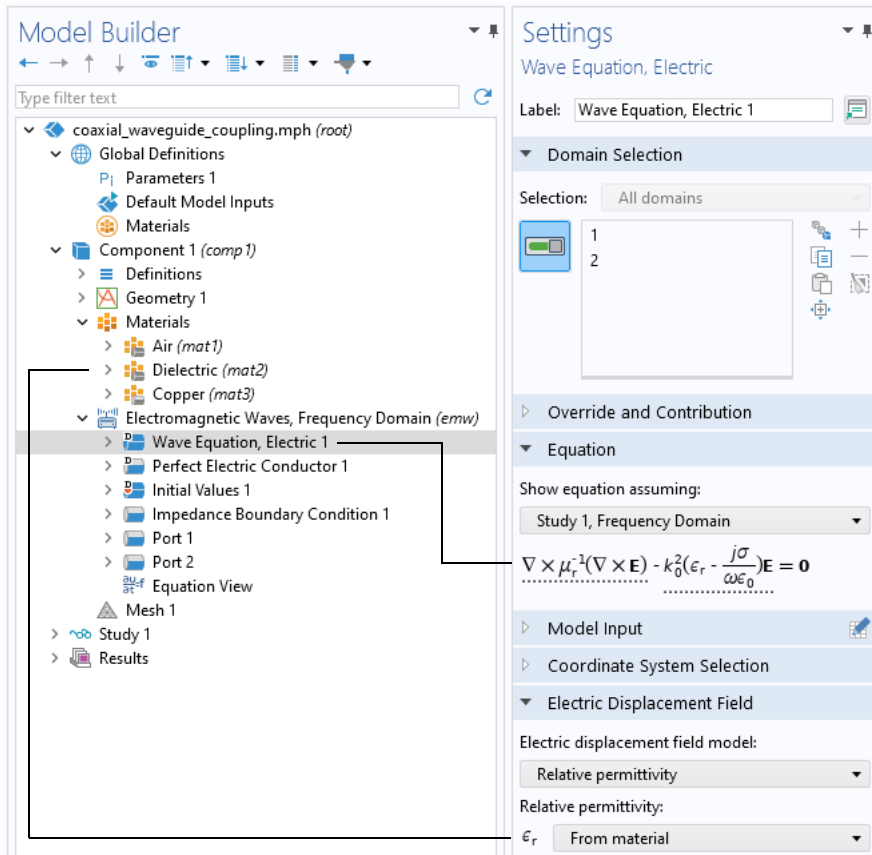 Model Builder
Type filter text
coaxial_waveguide_coupling.mph (root)
Global Definitions
Pi Parameters 1
Default Model Inputs
Materials
Component 1 (comp1)
Definitions
Geometry 1
Materials
Air (mat1)
Dielectric (mat2)
Copper (mat3)
Electromagnetic Waves, Frequency Domain (emw)
D Wave Equation, Electric 1
D Perfect Electric Conductor 1
D Initial Values 1
Impedance Boundary Condition 1
Port 1
Port 2
∂u/∂t=f Equation View
Mesh 1
Study 1
Results
Settings
Wave Equation, Electric
Label: Wave Equation, Electric 1
Domain Selection
Selection: All domains
1
2
Override and Contribution
Equation
Show equation assuming:
Study 1, Frequency Domain
∇ × μr⁻¹(∇ × E) - k₀²(ϵr - jσ/ωϵ₀)E = 0
Model Input
Coordinate System Selection
Electric Displacement Field
Electric displacement field model:
Relative permittivity
Relative permittivity:
ϵr From material